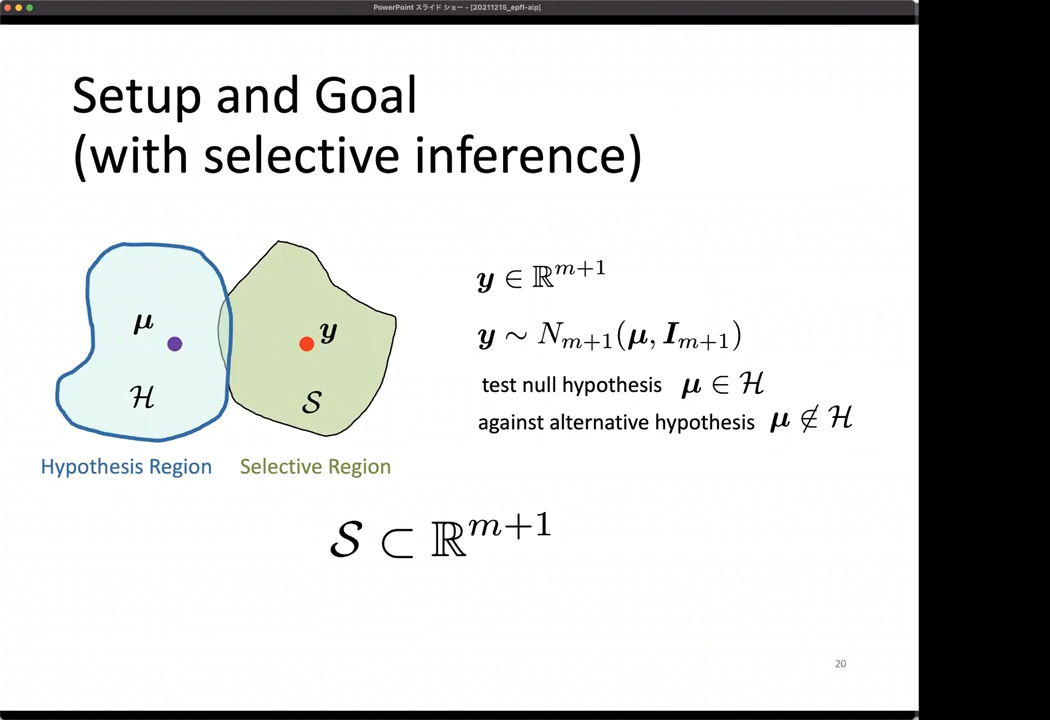 PowerPoint スライド ショー - [20211215_epfl-aip]
Setup and Goal
(with selective inference)
μ
y
ℋ
𝒮
Hypothesis Region
Selective Region
y ∈ ℝ^{m+1}
y ∼ N_{m+1}(μ, I_{m+1})
test null hypothesis μ ∈ ℋ
against alternative hypothesis μ ∉ ℋ
𝒮 ⊂ ℝ^{m+1}
20